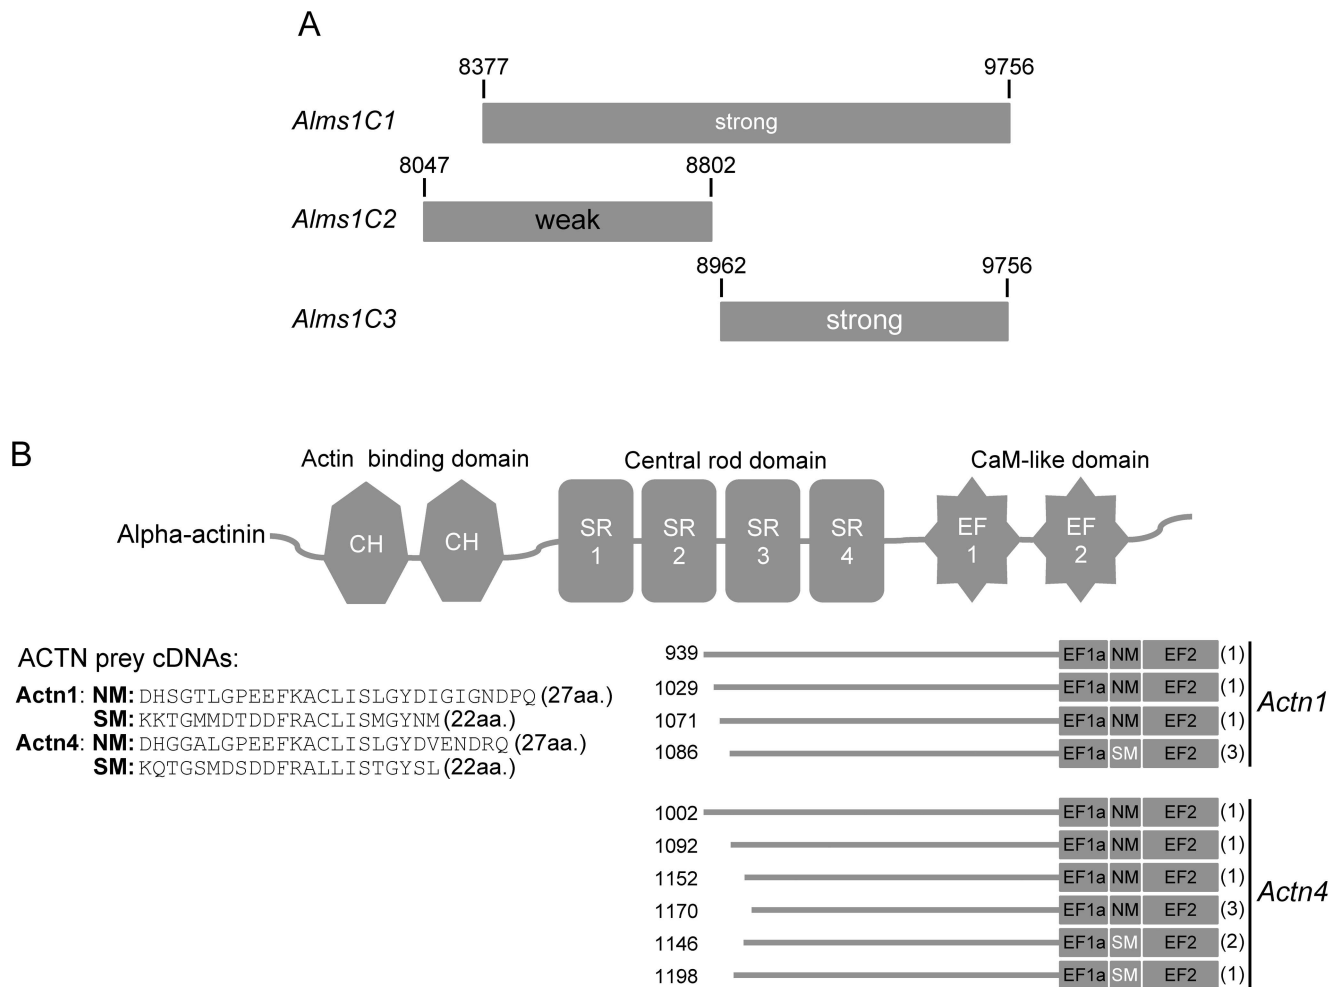 A
8377 9756
Alms1C1 strong
8047 8802
Alms1C2 weak
8962 9756
Alms1C3 strong
B
Actin binding domain Central rod domain CaM-like domain
Alpha-actinin CH CH SR 1 SR 2 SR 3 SR 4 EF 1 EF 2
ACTN prey cDNAs:
Actn1: NM: DHSGTLGPEEFKACLISLGYDIGIGNDPQ (27aa.)
SM: KKTGMMDTDDFRACLISMGYNM (22aa.)
Actn4: NM: DHGGALGPEEFKACLISLGYDVENDRQ (27aa.)
SM: KQTGSMDSDDFRALLISTGYSL (22aa.)
939 EF1a NM EF2 (1)
1029 EF1a NM EF2 (1)
1071 EF1a NM EF2 (1)
1086 EF1a SM EF2 (3)
Actn1
1002 EF1a NM EF2 (1)
1092 EF1a NM EF2 (1)
1152 EF1a NM EF2 (1)
1170 EF1a NM EF2 (3)
1146 EF1a SM EF2 (2)
1198 EF1a SM EF2 (1)
Actn4